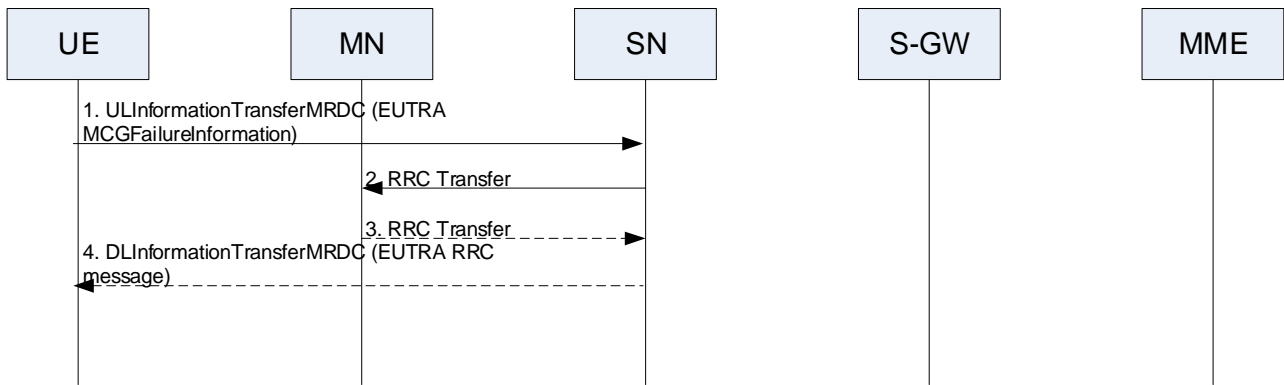 UE
MN
SN
S-GW
MME
1. ULInformationTransferMRDC (EUTRA
MCGFailureInformation)
2. RRC Transfer
3. RRC Transfer
4. DLInformationTransferMRDC (EUTRA RRC
message)